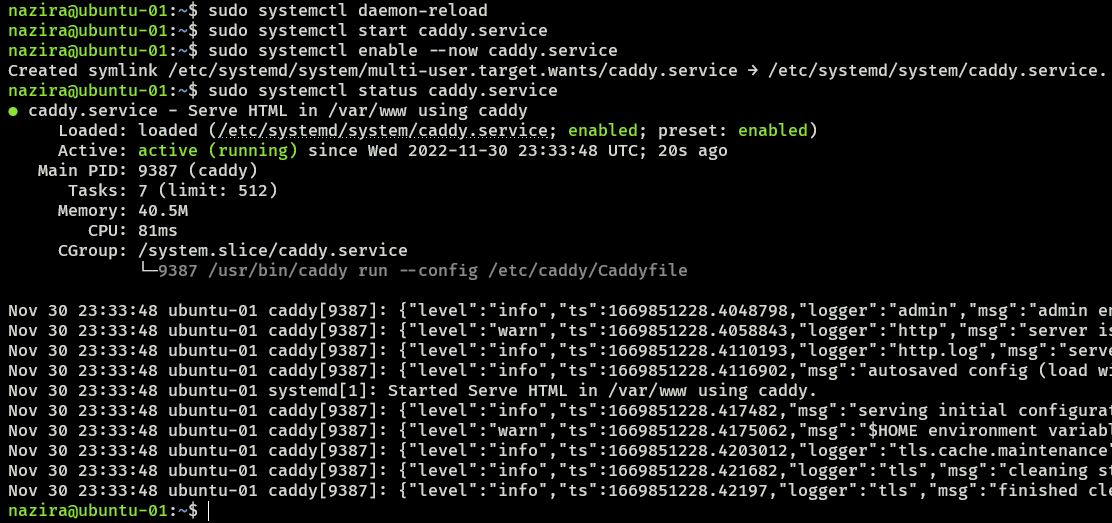 nazira@ubuntu-01:~$ sudo systemctl daemon-reload
nazira@ubuntu-01:~$ sudo systemctl start caddy.service
nazira@ubuntu-01:~$ sudo systemctl enable --now caddy.service
Created symlink /etc/systemd/system/multi-user.target.wants/caddy.service → /etc/systemd/system/caddy.service.
nazira@ubuntu-01:~$ sudo systemctl status caddy.service
● caddy.service - Serve HTML in /var/www using caddy
     Loaded: loaded (/etc/systemd/system/caddy.service; enabled; preset: enabled)
     Active: active (running) since Wed 2022-11-30 23:33:48 UTC; 20s ago
   Main PID: 9387 (caddy)
      Tasks: 7 (limit: 512)
     Memory: 40.5M
        CPU: 81ms
     CGroup: /system.slice/caddy.service
             └─9387 /usr/bin/caddy run --config /etc/caddy/Caddyfile

Nov 30 23:33:48 ubuntu-01 caddy[9387]: {"level":"info","ts":1669851228.4048798,"logger":"admin","msg":"admin en
Nov 30 23:33:48 ubuntu-01 caddy[9387]: {"level":"warn","ts":1669851228.4058843,"logger":"http","msg":"server is
Nov 30 23:33:48 ubuntu-01 caddy[9387]: {"level":"info","ts":1669851228.4110193,"logger":"http.log","msg":"serve
Nov 30 23:33:48 ubuntu-01 caddy[9387]: {"level":"info","ts":1669851228.4116902,"msg":"autosaved config (load wi
Nov 30 23:33:48 ubuntu-01 systemd[1]: Started Serve HTML in /var/www using caddy.
Nov 30 23:33:48 ubuntu-01 caddy[9387]: {"level":"info","ts":1669851228.417482,"msg":"serving initial configurat
Nov 30 23:33:48 ubuntu-01 caddy[9387]: {"level":"warn","ts":1669851228.4175062,"msg":"$HOME environment variabl
Nov 30 23:33:48 ubuntu-01 caddy[9387]: {"level":"info","ts":1669851228.4203012,"logger":"tls.cache.maintenance"
Nov 30 23:33:48 ubuntu-01 caddy[9387]: {"level":"info","ts":1669851228.421682,"logger":"tls","msg":"cleaning st
Nov 30 23:33:48 ubuntu-01 caddy[9387]: {"level":"info","ts":1669851228.42197,"logger":"tls","msg":"finished cle
nazira@ubuntu-01:~$